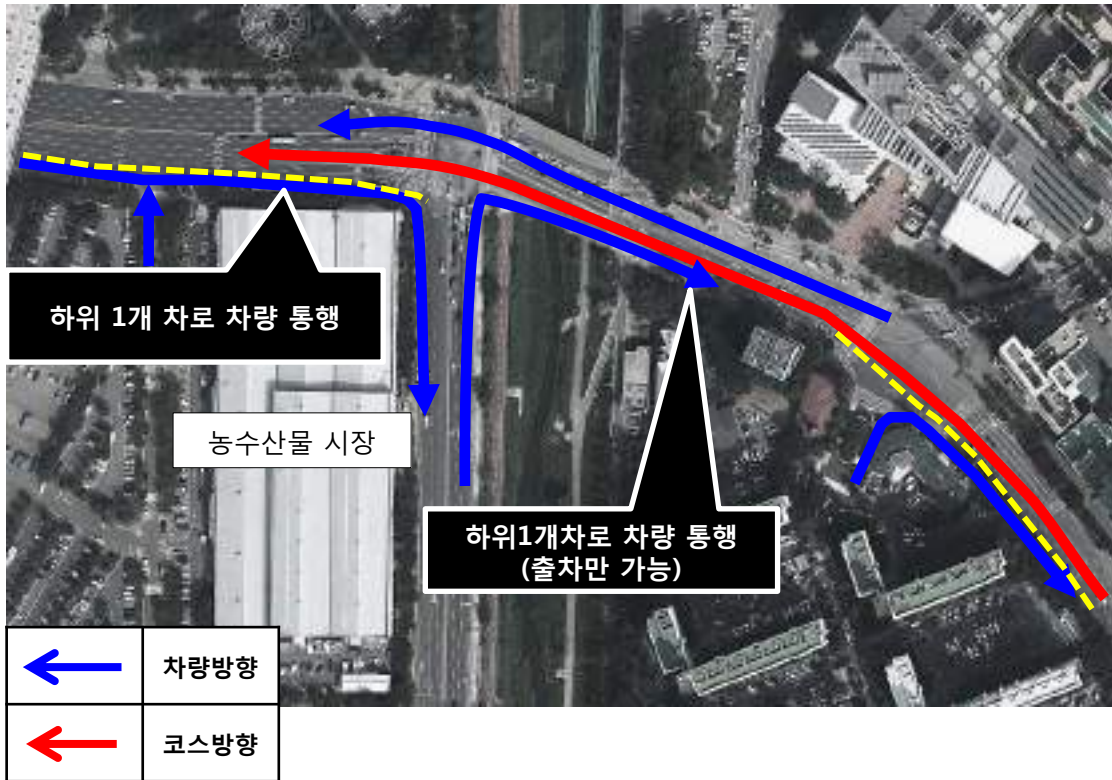 하위 1개 차로 차량 통행
농수산물 시장
하위1개차로 차량 통행
(출차만 가능)
차량방향
코스방향